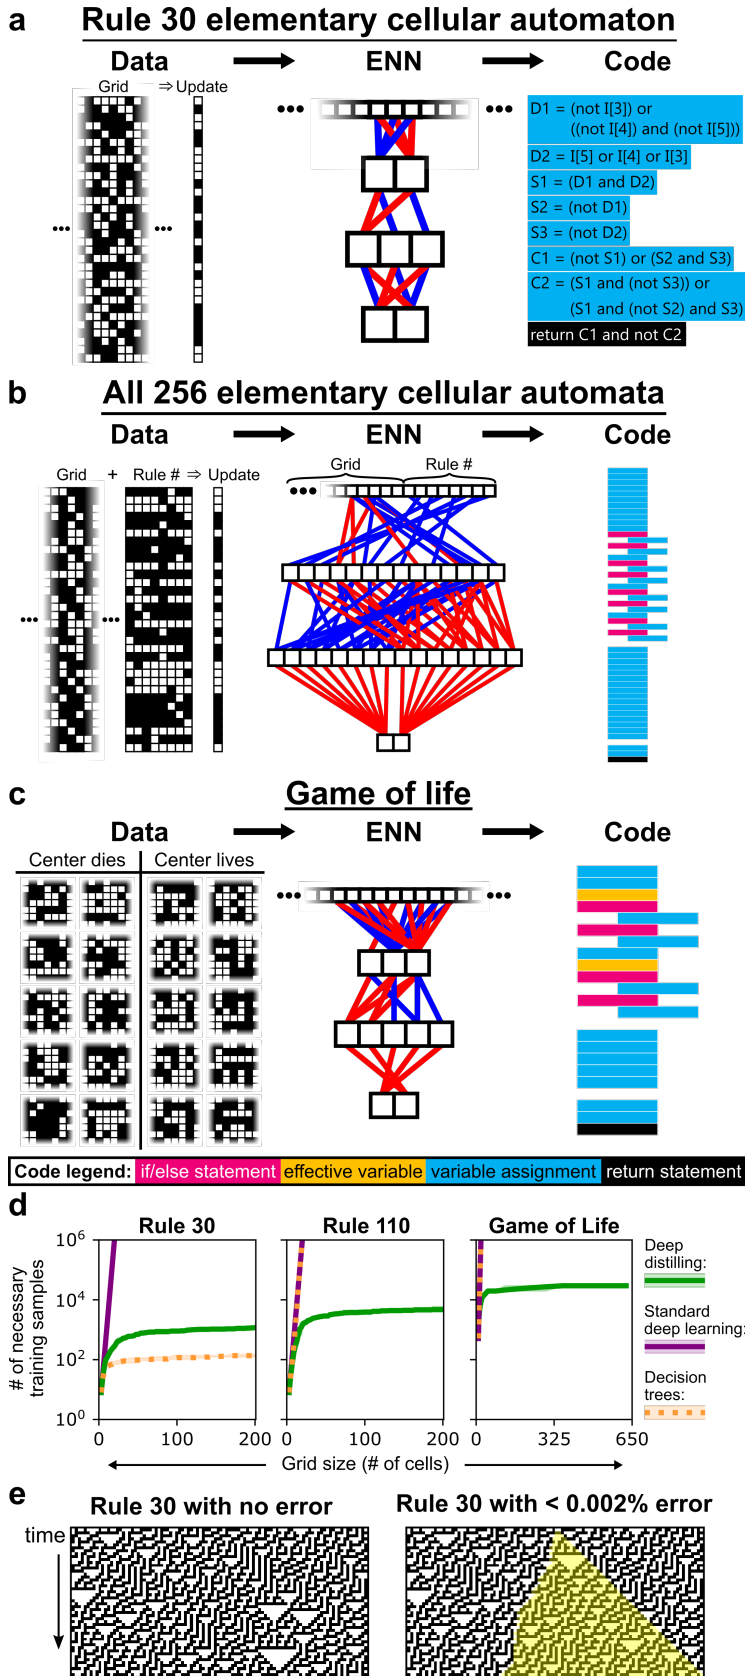 a
Rule 30 elementary cellular automaton
Data ENN Code
Grid ⇒ Update
D1 = (not I[3]) or
((not I[4]) and (not I[5]))
D2 = I[5] or I[4] or I[3]
S1 = (D1 and D2)
S2 = (not D1)
S3 = (not D2)
C1 = (not S1) or (S2 and S3)
C2 = (S1 and (not S3)) or
(S1 and (not S2) and S3)
return C1 and not C2
b
All 256 elementary cellular automata
Data ENN Code
Grid + Rule # ⇒ Update
Grid Rule #
c
Game of life
Data ENN Code
Center dies Center lives
Code legend: if/else statement effective variable variable assignment return statement
d
Rule 30 Rule 110 Game of Life
# of necessary
training samples
10⁶
10⁴
10²
10⁰
0 100 200 0 100 200 0 325 650
Grid size (# of cells)
Deep
distilling:
Standard
deep learning:
Decision
trees:
e
Rule 30 with no error Rule 30 with < 0.002% error
time